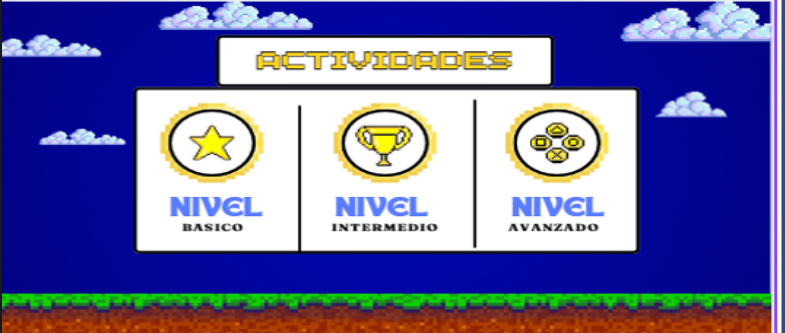 ACTIVIDADES
NIVEL
BASICO
NIVEL
INTERMEDIO
NIVEL
AVANZADO